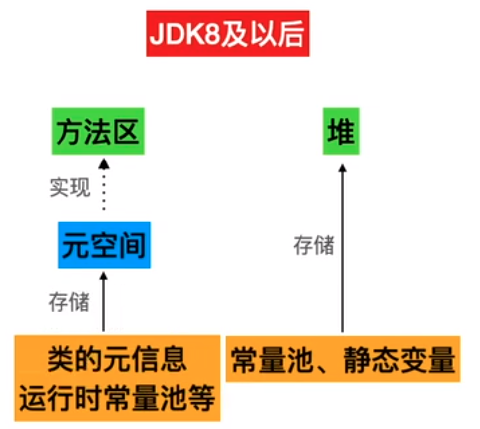 JDK8及以后
方法区
堆
实现
元空间
存储
存储
类的元信息
运行时常量池等
常量池、静态变量